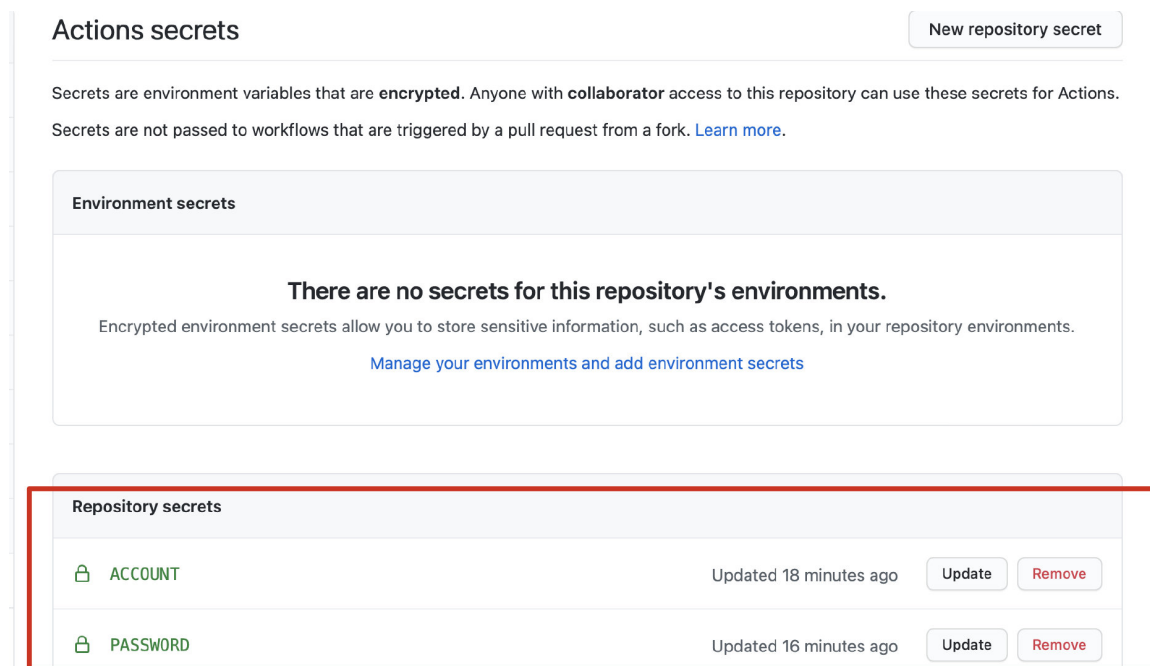 Actions secrets
New repository secret
Secrets are environment variables that are encrypted. Anyone with collaborator access to this repository can use these secrets for Actions.
Secrets are not passed to workflows that are triggered by a pull request from a fork. Learn more.
Environment secrets
There are no secrets for this repository's environments.
Encrypted environment secrets allow you to store sensitive information, such as access tokens, in your repository environments.
Manage your environments and add environment secrets
Repository secrets
ACCOUNT Updated 18 minutes ago Update Remove
PASSWORD Updated 16 minutes ago Update Remove